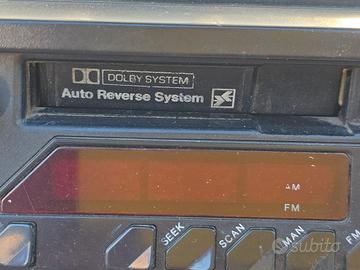 DOLBY SYSTEM
Auto Reverse System
AM
FM
SEEK
SCAN
MAN
FM
subito